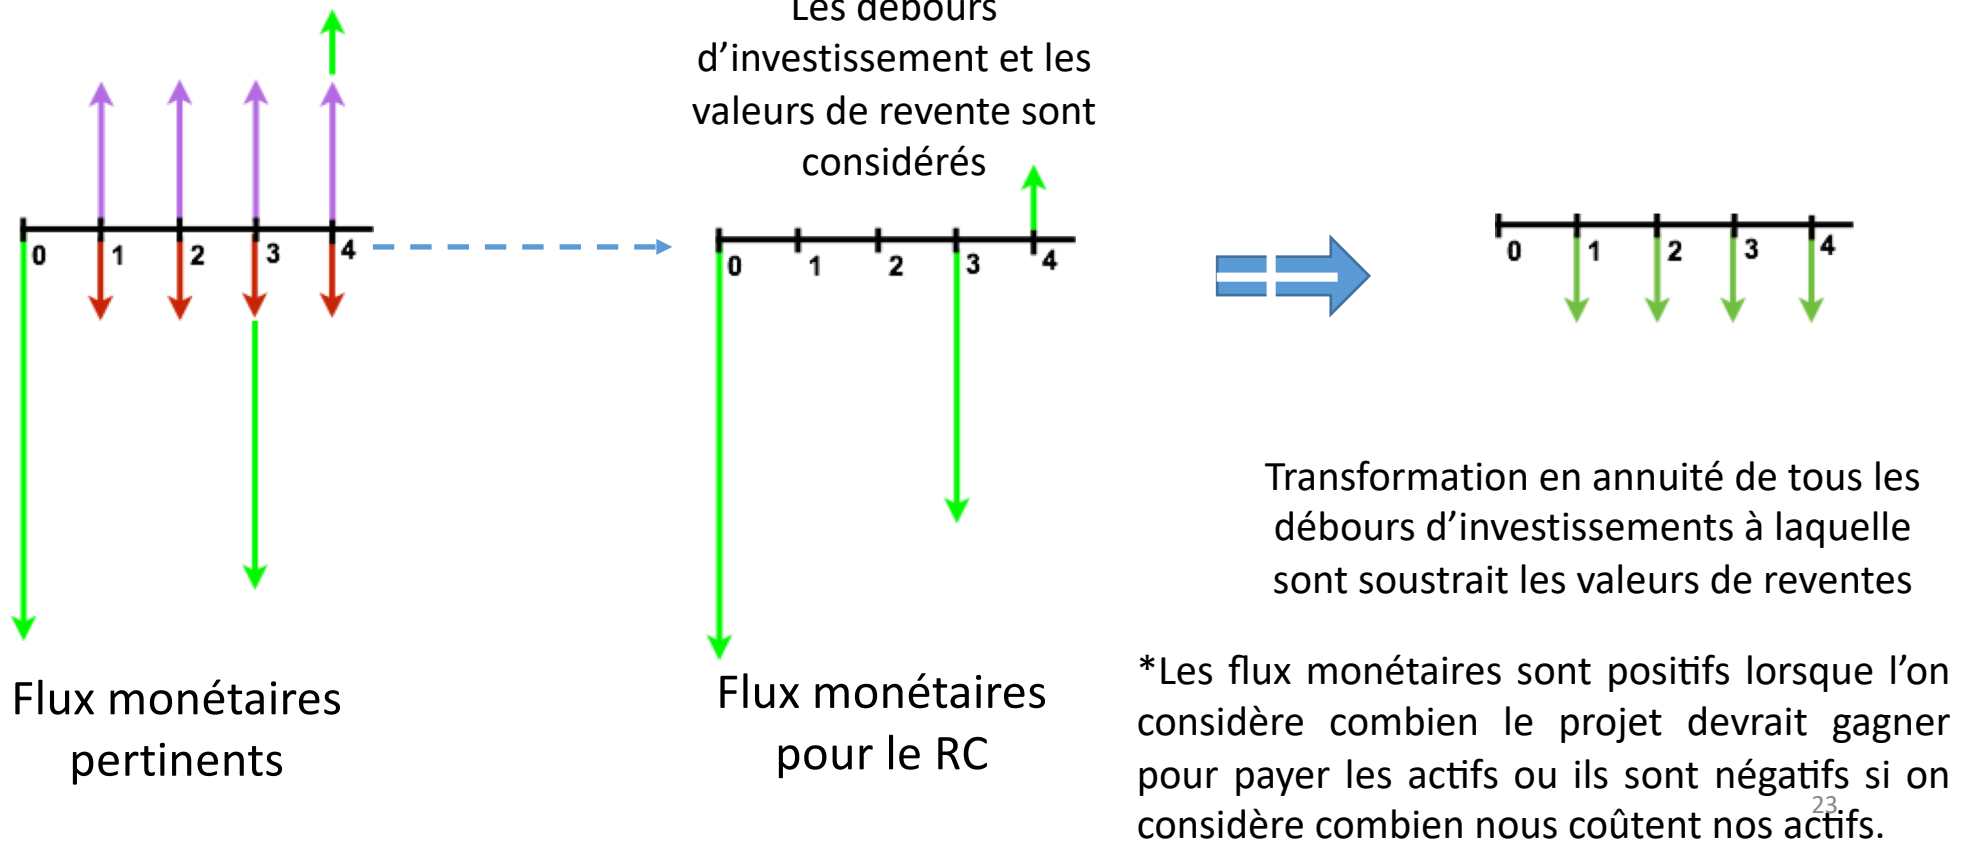 Les débours
d’investissement et les
valeurs de revente sont
considérés
0 1 2 3 4
0 1 2 3 4
0 1 2 3 4
Flux monétaires
pertinents
Flux monétaires
pour le RC
Transformation en annuité de tous les
débours d’investissements à laquelle
sont soustrait les valeurs de reventes
*Les flux monétaires sont positifs lorsque l’on
considère combien le projet devrait gagner
pour payer les actifs ou ils sont négatifs si on
considère combien nous coûtent nos actifs.
23